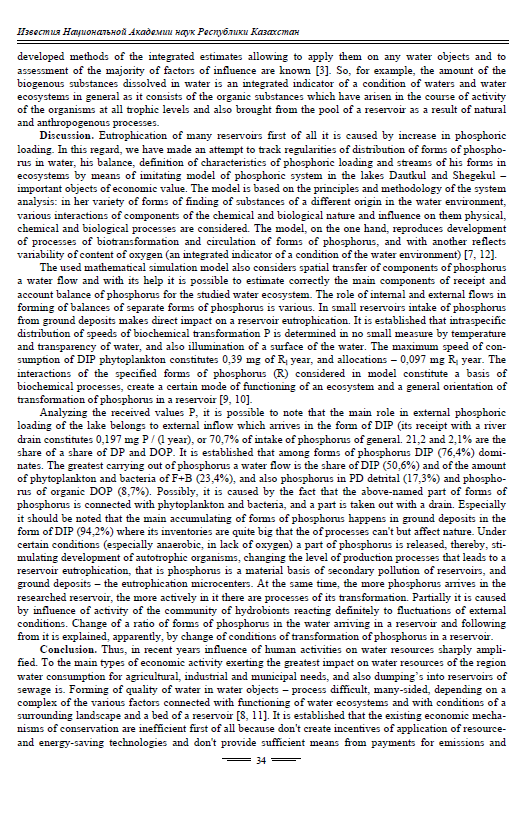 Известия Национальной Академии наук Республики Казахстан
developed methods of the integrated estimates allowing to apply them on any water objects and to
assessment of the majority of factors of influence are known [3]. So, for example, the amount of the
biogenous substances dissolved in water is an integrated indicator of a condition of waters and water
ecosystems in general as it consists of the organic substances which have arisen in the course of activity
of the organisms at all trophic levels and also brought from the pool of a reservoir as a result of natural
and anthropogenous processes.
Discussion. Eutrophication of many reservoirs first of all it is caused by increase in phosphoric
loading. In this regard, we have made an attempt to track regularities of distribution of forms of phospho-
rus in water, his balance, definition of characteristics of phosphoric loading and streams of his forms in
ecosystems by means of imitating model of phosphoric system in the lakes Dautkul and Shegekul –
important objects of economic value. The model is based on the principles and methodology of the system
analysis: in her variety of forms of finding of substances of a different origin in the water environment,
various interactions of components of the chemical and biological nature and influence on them physical,
chemical and biological processes are considered. The model, on the one hand, reproduces development
of processes of biotransformation and circulation of forms of phosphorus, and with another reflects
variability of content of oxygen (an integrated indicator of a condition of the water environment) [7, 12].
The used mathematical simulation model also considers spatial transfer of components of phosphorus
a water flow and with its help it is possible to estimate correctly the main components of receipt and
account balance of phosphorus for the studied water ecosystem. The role of internal and external flows in
forming of balances of separate forms of phosphorus is various. In small reservoirs intake of phosphorus
from ground deposits makes direct impact on a reservoir eutrophication. It is established that intraspecific
distribution of speeds of biochemical transformation P is determined in no small measure by temperature
and transparency of water, and also illumination of a surface of the water. The maximum speed of con-
sumption of DIP phytoplankton constitutes 0,39 mg of R, year, and allocations – 0,097 mg R, year. The
interactions of the specified forms of phosphorus (R) considered in model constitute a basis of
biochemical processes, create a certain mode of functioning of an ecosystem and a general orientation of
transformation of phosphorus in a reservoir [9, 10].
Analyzing the received values P, it is possible to note that the main role in external phosphoric
loading of the lake belongs to external inflow which arrives in the form of DIP (its receipt with a river
drain constitutes 0,197 mg P / (l year), or 70,7% of intake of phosphorus of general. 21,2 and 2,1% are the
share of a share of DP and DOP. It is established that among forms of phosphorus DIP (76,4%) domi-
nates. The greatest carrying out of phosphorus a water flow is the share of DIP (50,6%) and of the amount
of phytoplankton and bacteria of F+B (23,4%), and also phosphorus in PD detrital (17,3%) and phospho-
rus of organic DOP (8,7%). Possibly, it is caused by the fact that the above-named part of forms of
phosphorus is connected with phytoplankton and bacteria, and a part is taken out with a drain. Especially
it should be noted that the main accumulating of forms of phosphorus happens in ground deposits in the
form of DIP (94,2%) where its inventories are quite big that the of processes can't but affect nature. Under
certain conditions (especially anaerobic, in lack of oxygen) a part of phosphorus is released, thereby, sti-
mulating development of autotrophic organisms, changing the level of production processes that leads to a
reservoir eutrophication, that is phosphorus is a material basis of secondary pollution of reservoirs, and
ground deposits – the eutrophication microcenters. At the same time, the more phosphorus arrives in the
researched reservoir, the more actively in it there are processes of its transformation. Partially it is caused
by influence of activity of the community of hydrobionts reacting definitely to fluctuations of external
conditions. Change of a ratio of forms of phosphorus in the water arriving in a reservoir and following
from it is explained, apparently, by change of conditions of transformation of phosphorus in a reservoir.
Conclusion. Thus, in recent years influence of human activities on water resources sharply ampli-
fied. To the main types of economic activity exerting the greatest impact on water resources of the region
water consumption for agricultural, industrial and municipal needs, and also dumping's into reservoirs of
sewage is. Forming of quality of water in water objects – process difficult, many-sided, depending on a
complex of the various factors connected with functioning of water ecosystems and with conditions of a
surrounding landscape and a bed of a reservoir [8, 11]. It is established that the existing economic mecha-
nisms of conservation are inefficient first of all because don't create incentives of application of resource-
and energy-saving technologies and don't provide sufficient means from payments for emissions and
34